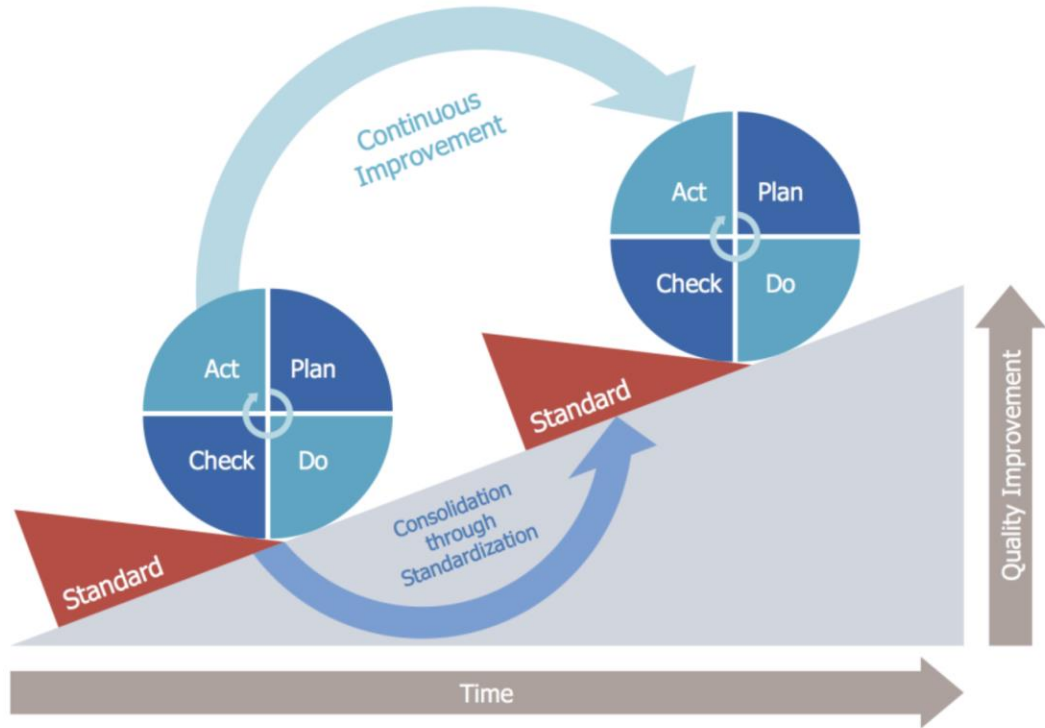 Continuous
Improvement
Act
Plan
Check
Do
Act
Plan
Check
Do
Standard
Standard
Consolidation
through
Standardization
Quality Improvement
Time